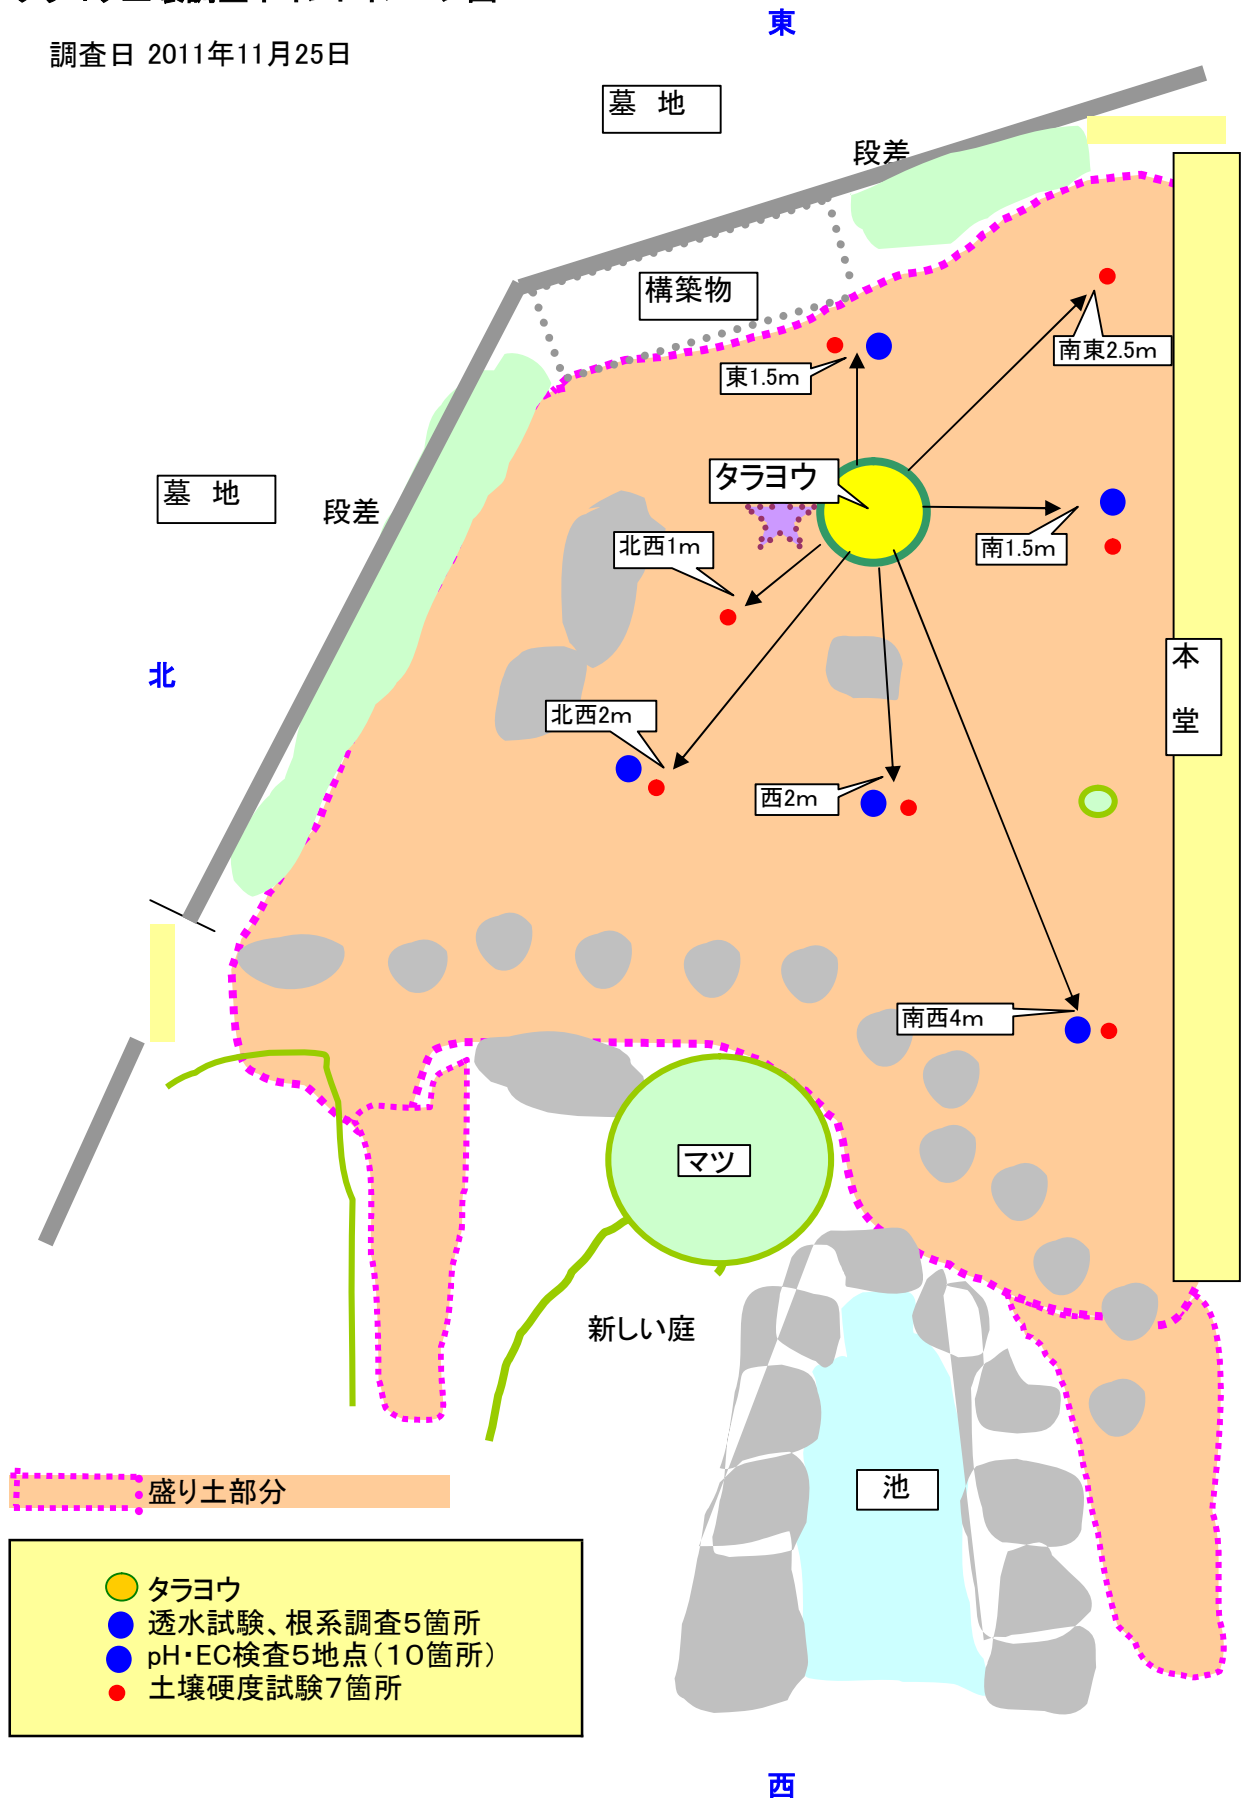 東
調査日 2011年11月25日
墓 地
段差
構築物
南東2.5m
東1.5m
タラヨウ
墓 地
段差
北西1m
南1.5m
本
堂
北
北西2m
西2m
南西4m
マツ
新しい庭
池
盛り土部分
タラヨウ
透水試験、根系調査5箇所
pH・EC検査5地点(10箇所)
土壌硬度試験7箇所
西